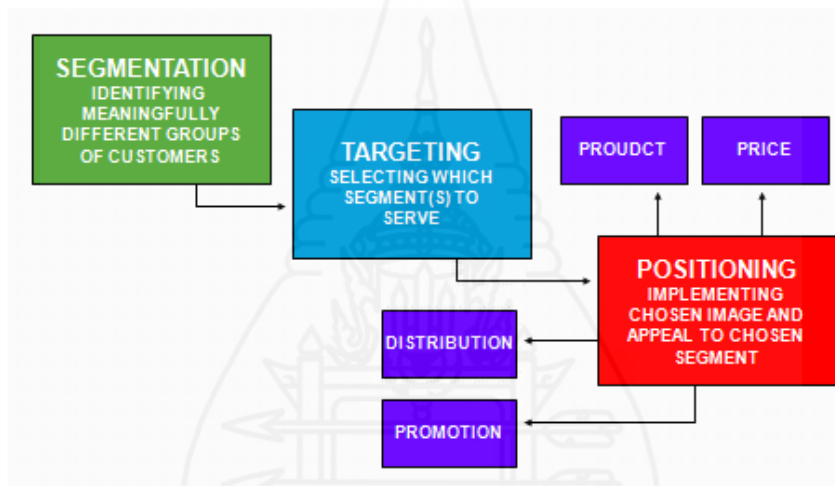 SEGMENTATION
IDENTIFYING
MEANINGFULLY
DIFFERENT GROUPS
OF CUSTOMERS
TARGETING
SELECTING WHICH
SEGMENT(S) TO
SERVE
PROUDCT
PRICE
POSITIONING
IMPLEMENTING
CHOSEN IMAGE AND
APPEAL TO CHOSEN
SEGMENT
DISTRIBUTION
PROMOTION